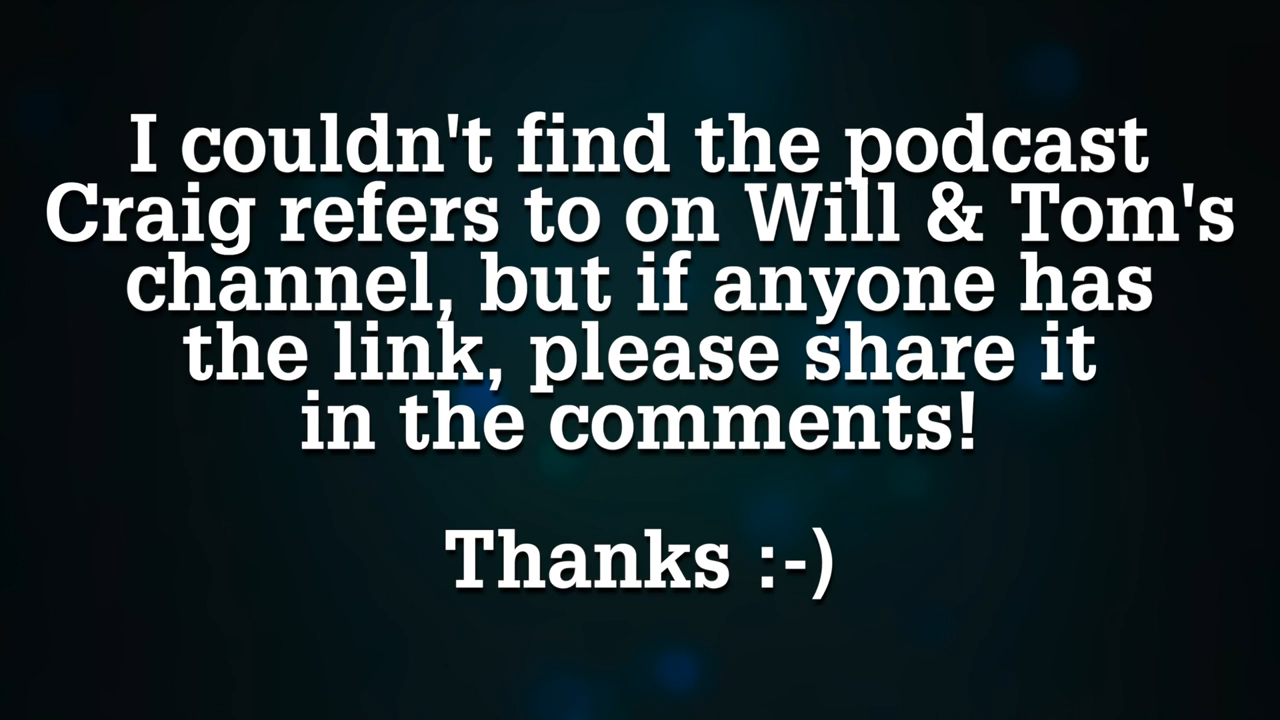 I couldn't find the podcast
Craig refers to on Will & Tom's
channel, but if anyone has
the link, please share it
in the comments!
Thanks :-)